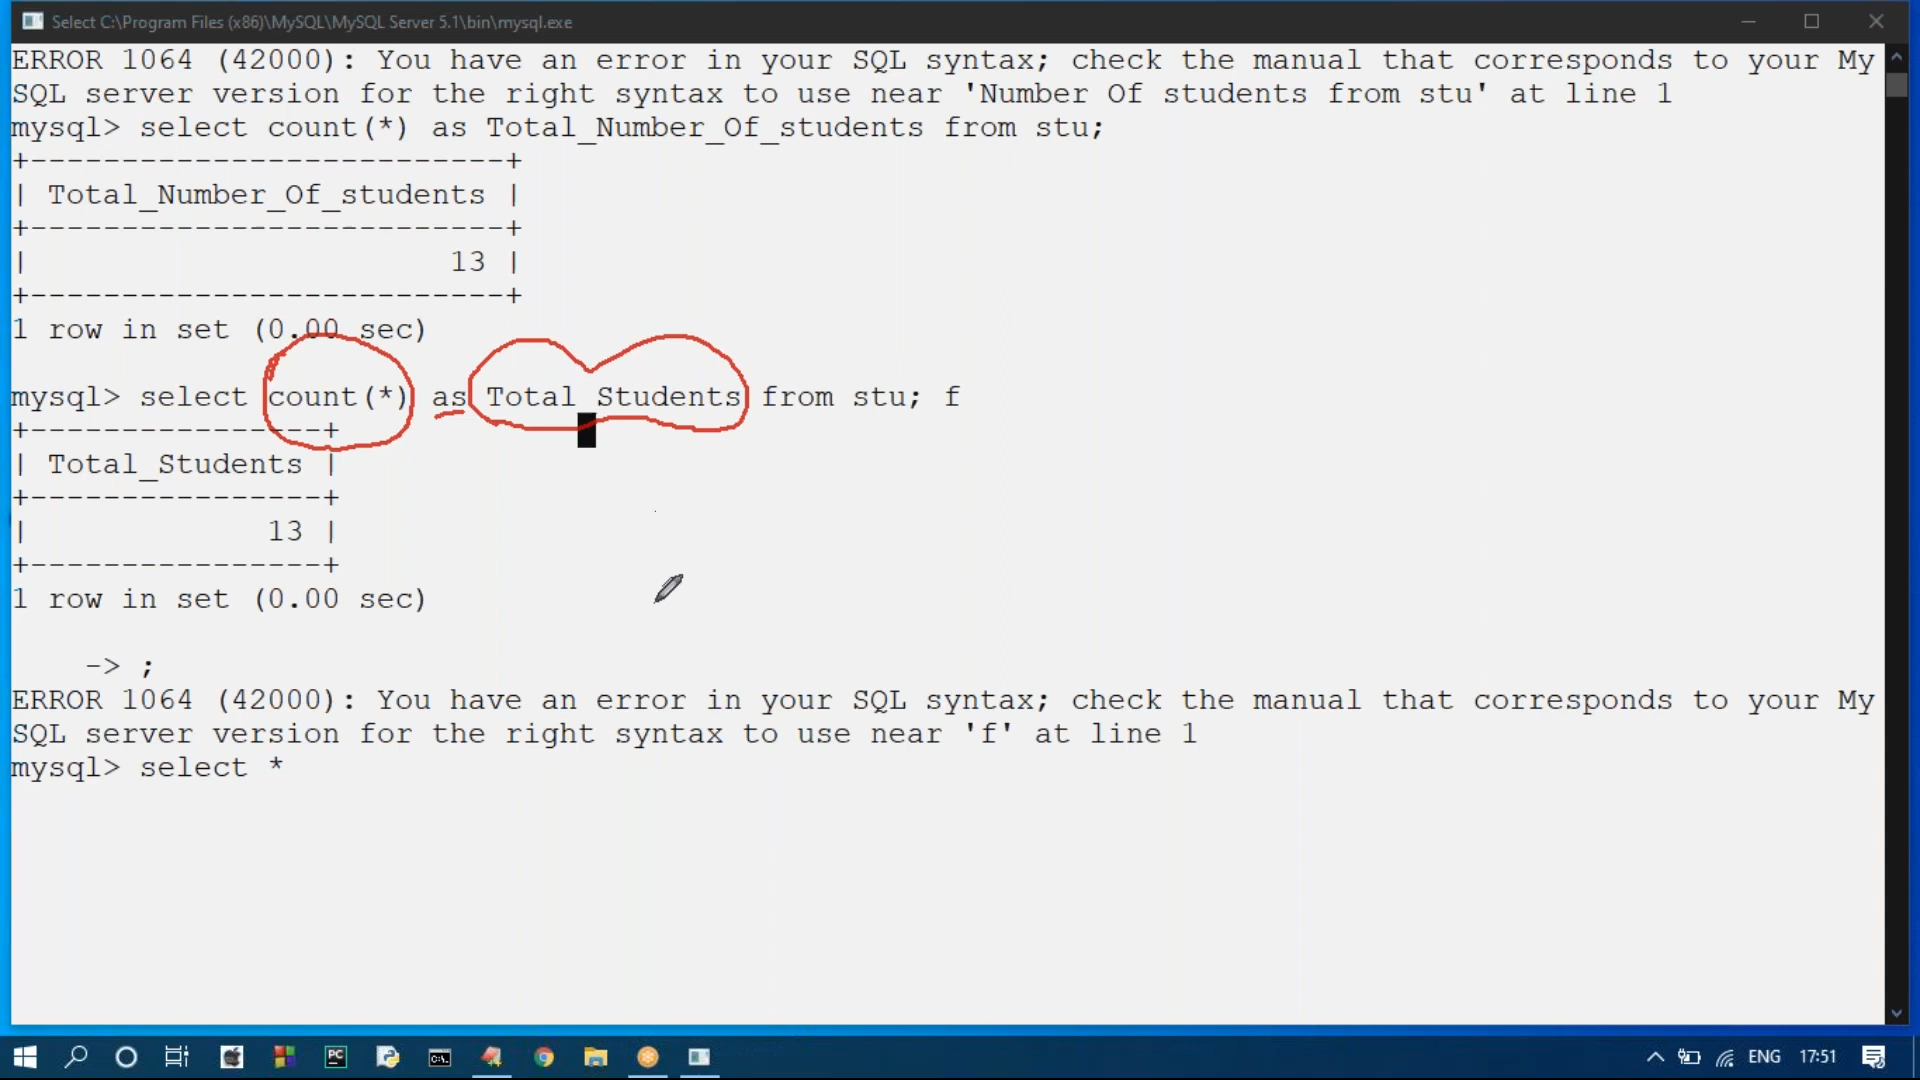 Select C:\Program Files (x86)\MySQL\MySQL Server 5.1\bin\mysql.exe
ERROR 1064 (42000): You have an error in your SQL syntax; check the manual that corresponds to your My
SQL server version for the right syntax to use near 'Number Of students from stu' at line 1
mysql> select count(*) as Total_Number_Of_students from stu;
+--------------------------+
| Total_Number_Of_students |
+--------------------------+
|                       13 |
+--------------------------+
1 row in set (0.00 sec)
mysql> select count(*) as Total_Students from stu; f
+----------------+
| Total_Students |
+----------------+
|             13 |
+----------------+
1 row in set (0.00 sec)
    -> ;
ERROR 1064 (42000): You have an error in your SQL syntax; check the manual that corresponds to your My
SQL server version for the right syntax to use near 'f' at line 1
mysql> select *
PC
C:\.
ENG
17:51